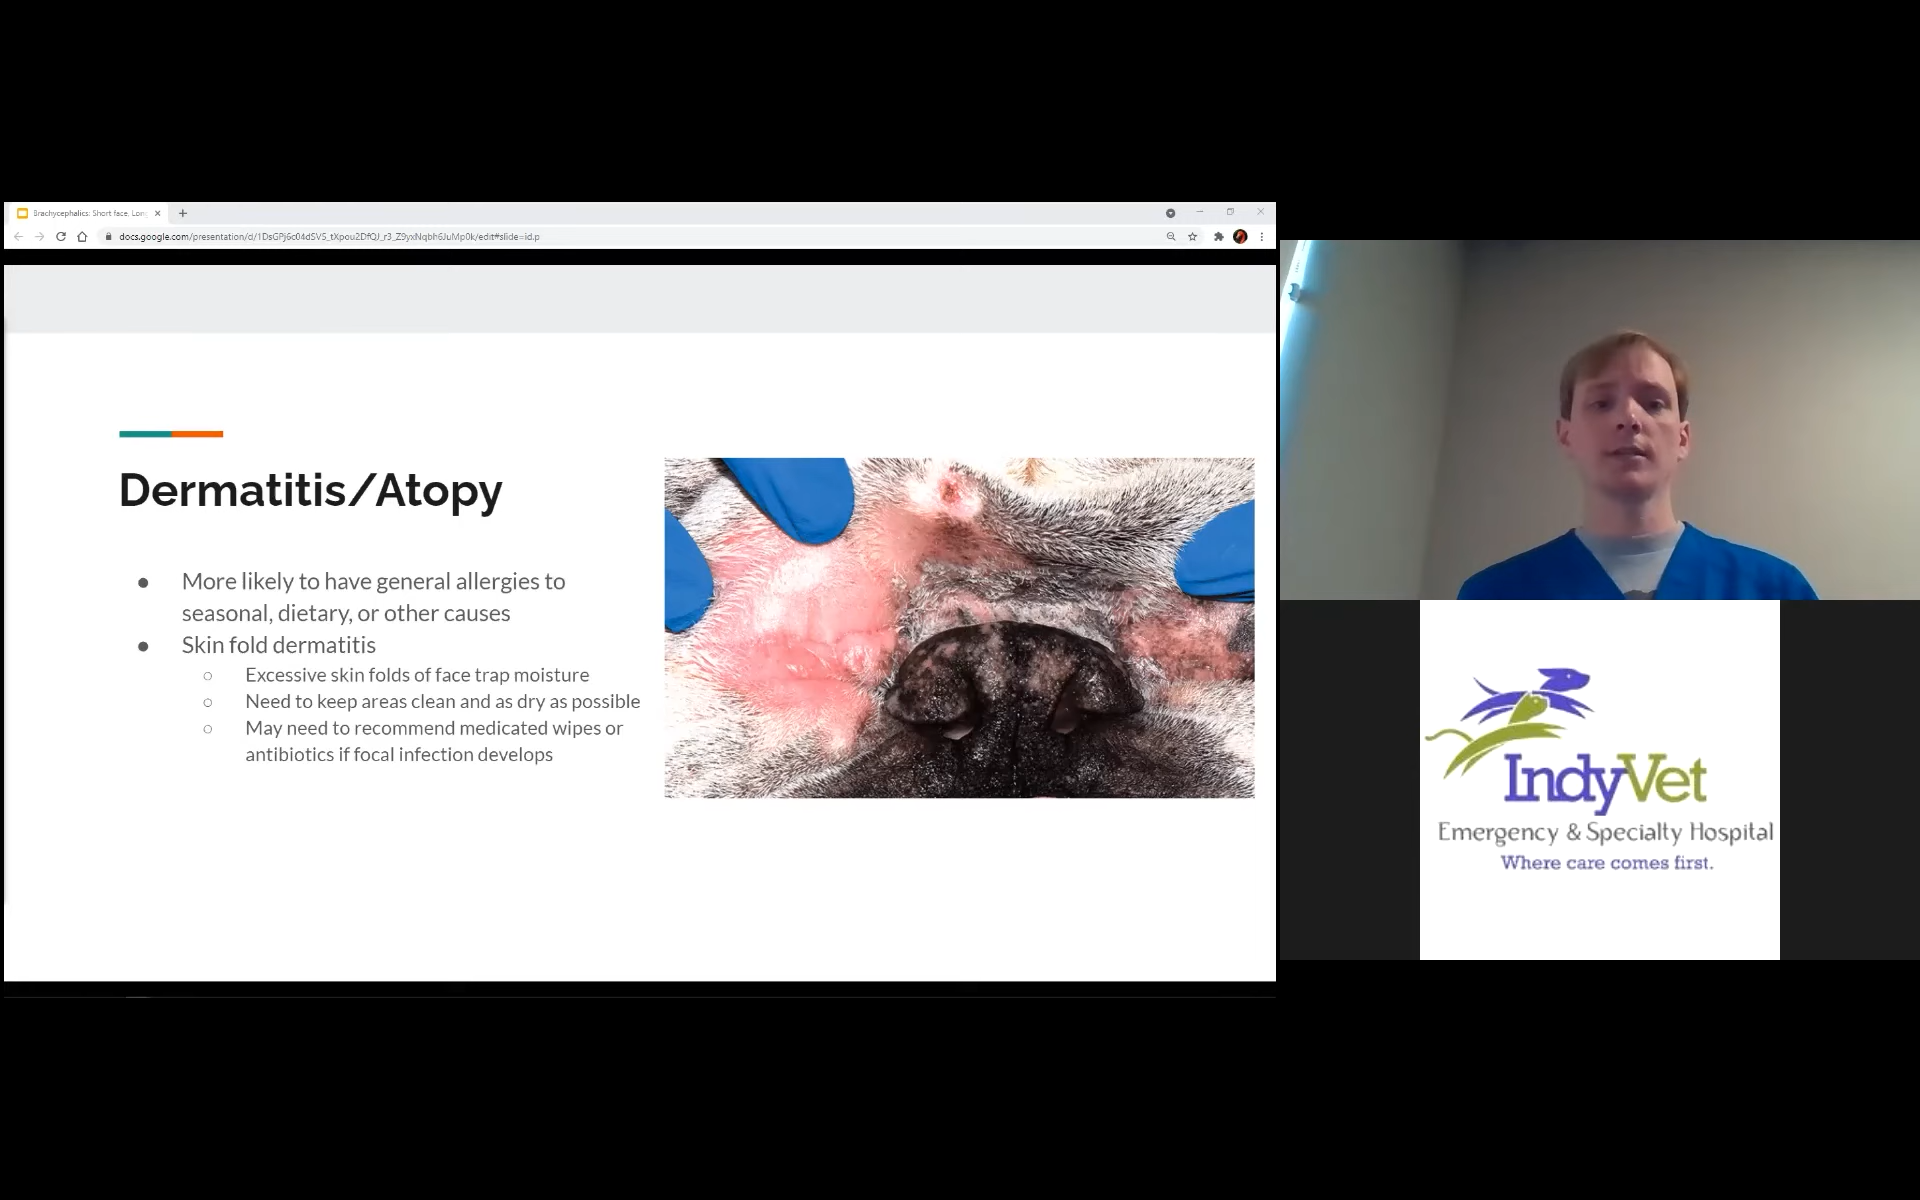 Brachycephalics: Short face, Lon
docs.google.com/presentation/d/
edit#slide=id.p
Dermatitis/Atopy
More likely to have general allergies to
seasonal, dietary, or other causes
Skin fold dermatitis
Excessive skin folds of face trap moisture
Need to keep areas clean and as dry as possible
May need to recommend medicated wipes or
antibiotics if focal infection develops
IndyVet
Emergency & Specialty Hospital
Where care comes first.